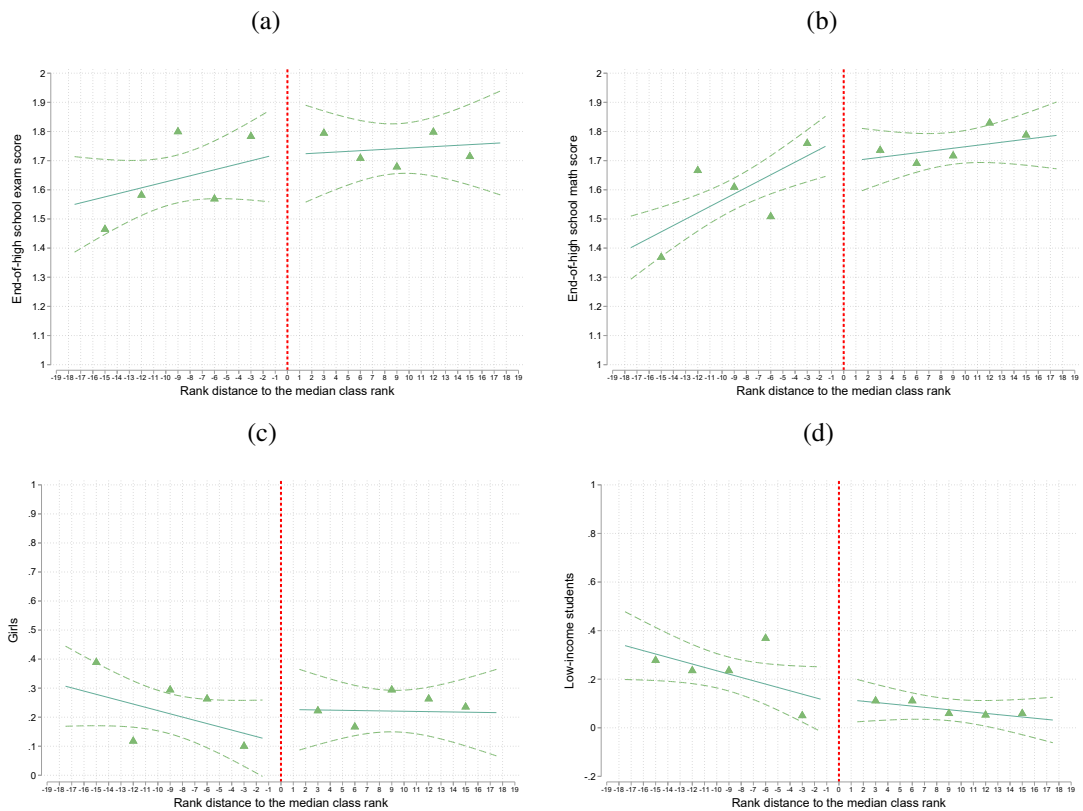 (a)
End-of-high school exam score
2
1.9
1.8
1.7
1.6
1.5
1.4
1.3
1.2
1.1
1
-19 -18 -17 -16 -15 -14 -13 -12 -11 -10 -9 -8 -7 -6 -5 -4 -3 -2 -1 0 1 2 3 4 5 6 7 8 9 10 11 12 13 14 15 16 17 18 19
Rank distance to the median class rank
(b)
End-of-high school math score
2
1.9
1.8
1.7
1.6
1.5
1.4
1.3
1.2
1.1
1
-19 -18 -17 -16 -15 -14 -13 -12 -11 -10 -9 -8 -7 -6 -5 -4 -3 -2 -1 0 1 2 3 4 5 6 7 8 9 10 11 12 13 14 15 16 17 18 19
Rank distance to the median class rank
(c)
Girls
1
.9
.8
.7
.6
.5
.4
.3
.2
.1
0
-19 -18 -17 -16 -15 -14 -13 -12 -11 -10 -9 -8 -7 -6 -5 -4 -3 -2 -1 0 1 2 3 4 5 6 7 8 9 10 11 12 13 14 15 16 17 18 19
Rank distance to the median class rank
(d)
Low-income students
1
.8
.6
.4
.2
0
-.2
-19 -18 -17 -16 -15 -14 -13 -12 -11 -10 -9 -8 -7 -6 -5 -4 -3 -2 -1 0 1 2 3 4 5 6 7 8 9 10 11 12 13 14 15 16 17 18 19
Rank distance to the median class rank